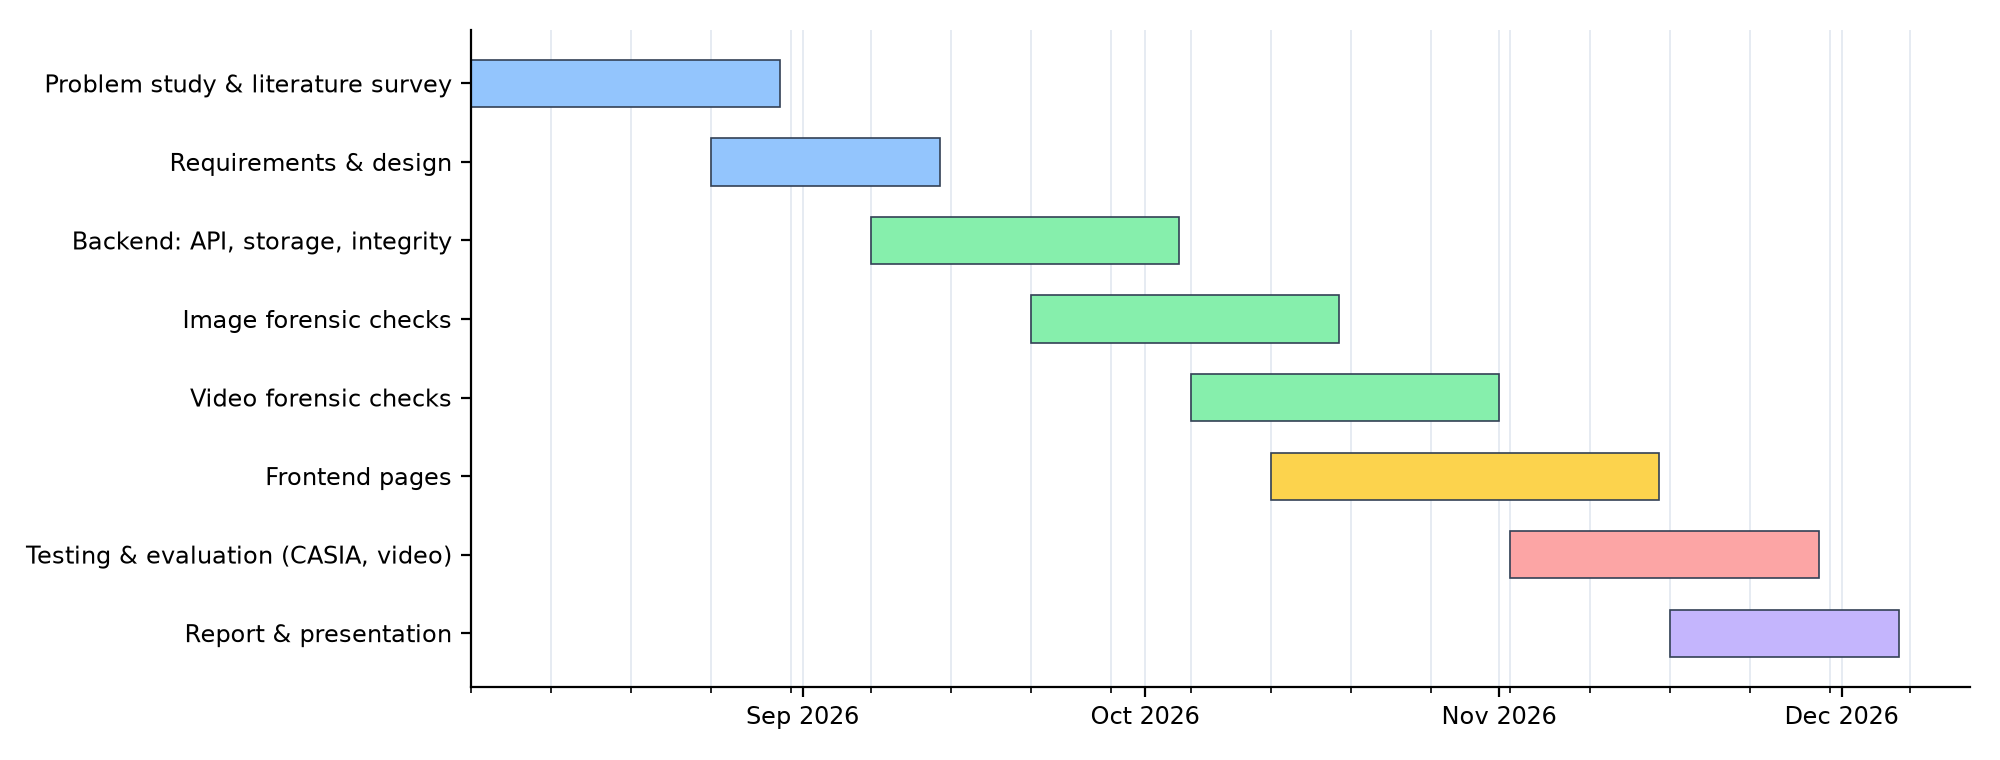 Problem study & literature survey
Requirements & design
Backend: API, storage, integrity
Image forensic checks
Video forensic checks
Frontend pages
Testing & evaluation (CASIA, video)
Report & presentation
Sep 2026 Oct 2026 Nov 2026 Dec 2026